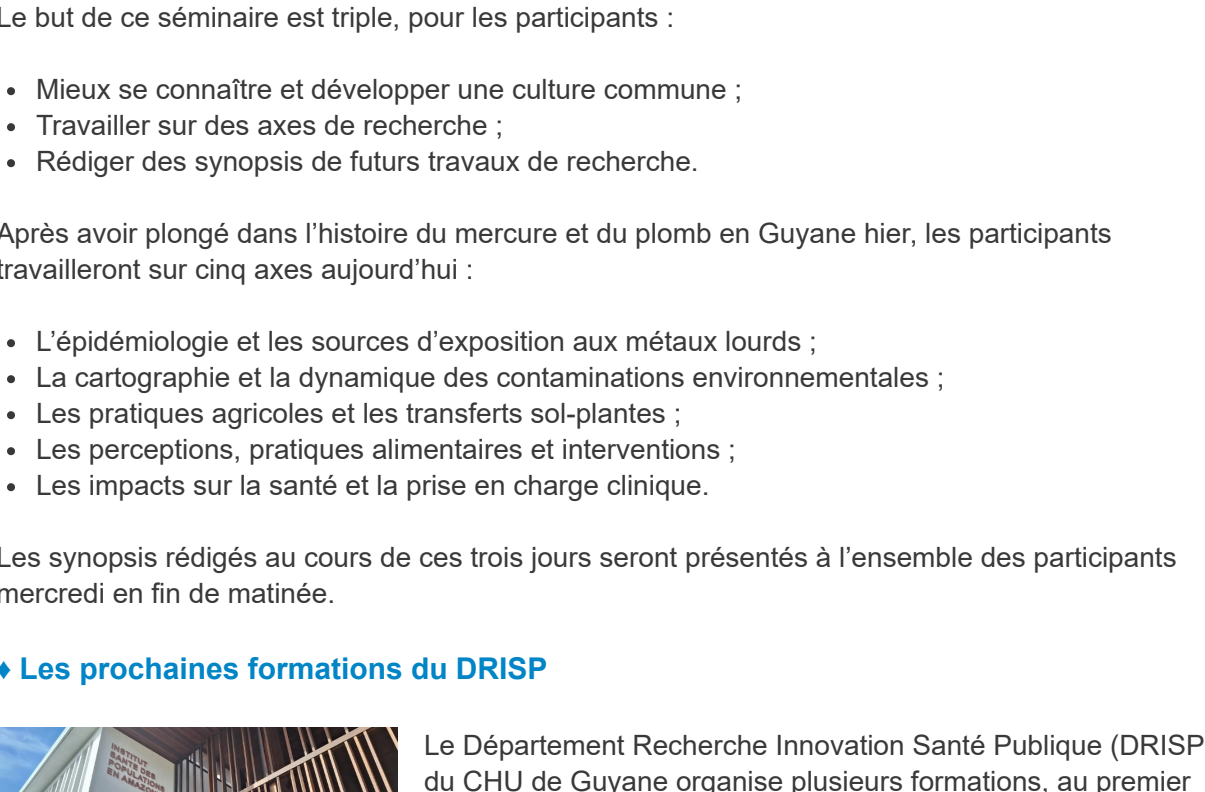 Le but de ce séminaire est triple, pour les participants :
• Mieux se connaître et développer une culture commune ;
• Travailler sur des axes de recherche ;
• Rédiger des synopsis de futurs travaux de recherche.
Après avoir plongé dans l’histoire du mercure et du plomb en Guyane hier, les participants
travailleront sur cinq axes aujourd’hui :
• L’épidémiologie et les sources d’exposition aux métaux lourds ;
• La cartographie et la dynamique des contaminations environnementales ;
• Les pratiques agricoles et les transferts sol-plantes ;
• Les perceptions, pratiques alimentaires et interventions ;
• Les impacts sur la santé et la prise en charge clinique.
Les synopsis rédigés au cours de ces trois jours seront présentés à l’ensemble des participants
mercredi en fin de matinée.
♦ Les prochaines formations du DRISP
INSTITUT
SANTÉ DES
POPULATIONS
EN AMAZONIE
Le Département Recherche Innovation Santé Publique (DRISP
du CHU de Guyane organise plusieurs formations, au premier